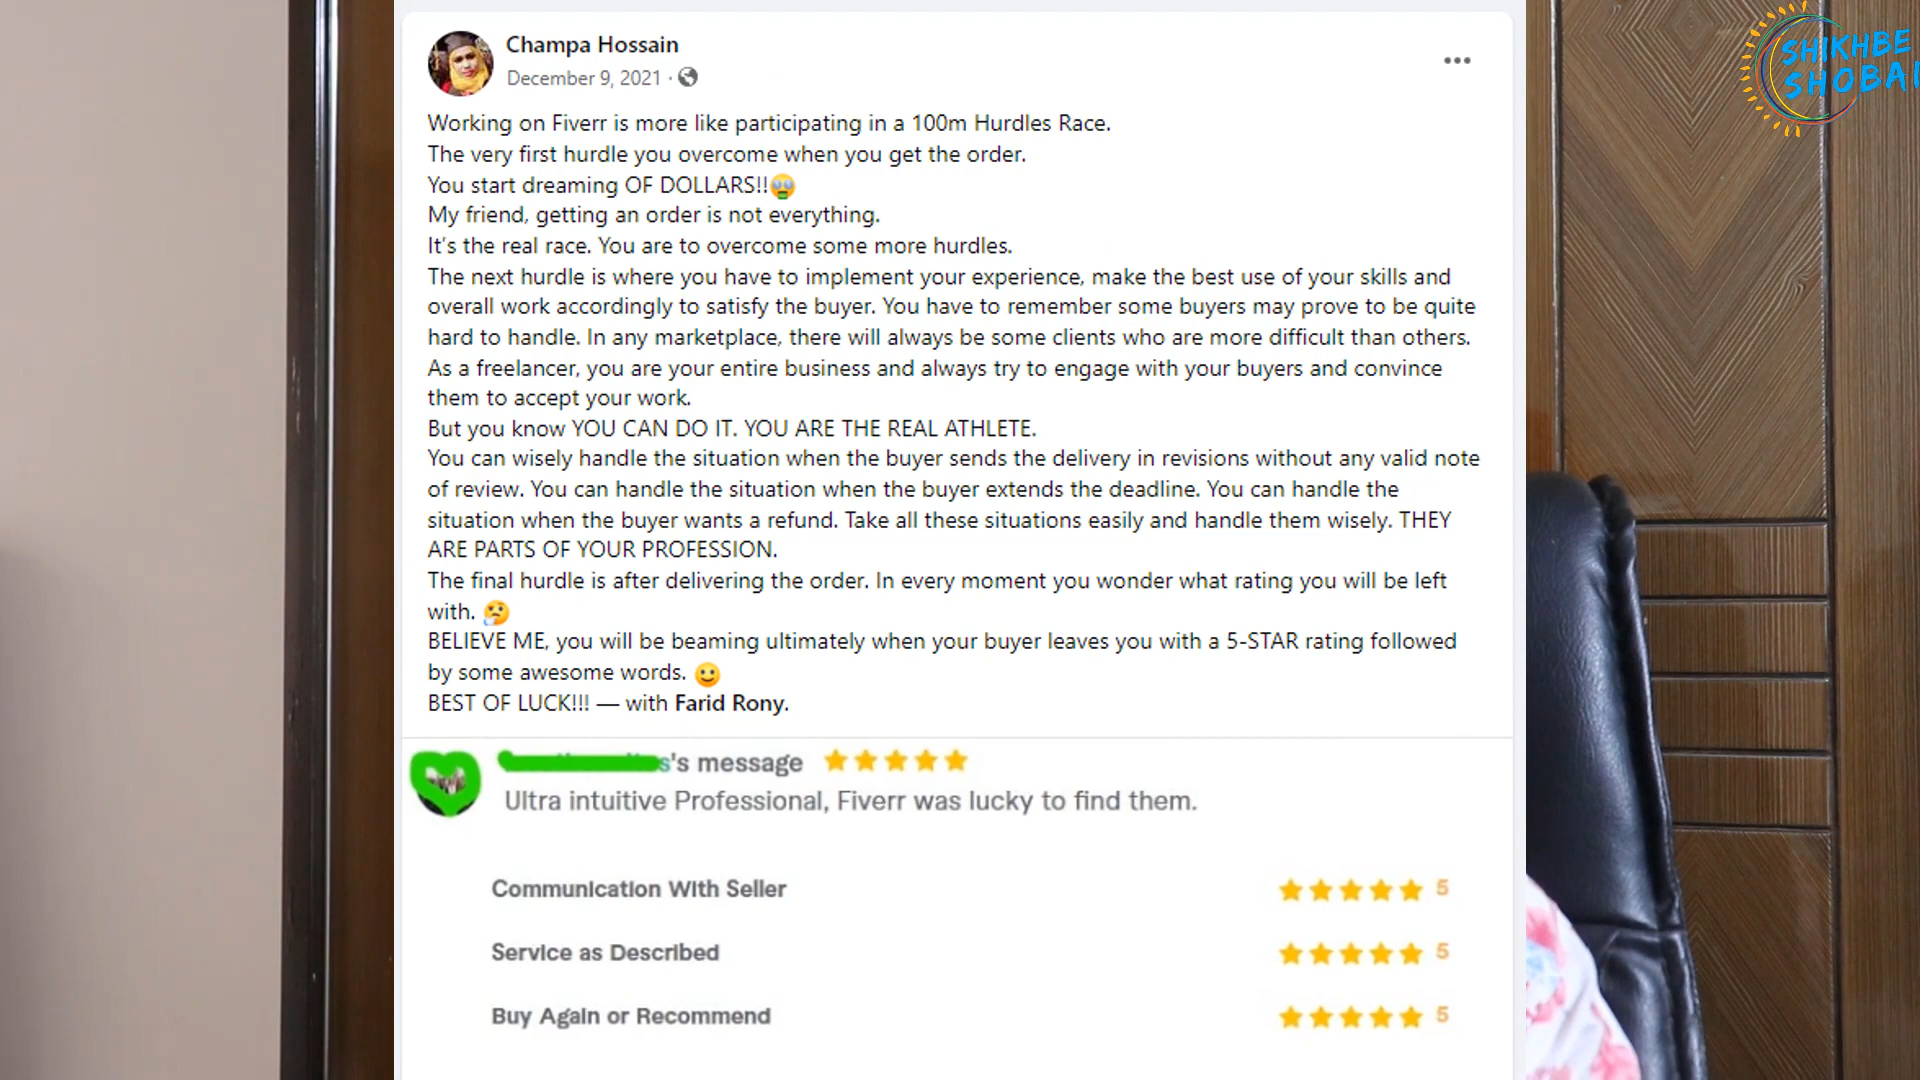 Champa Hossain
December 9, 2021
SHIKHBE
Working on Fiverr is more like participating in a 100m Hurdles Race.
The very first hurdle you overcome when you get the order.
You start dreaming OF DOLLARS!!🤑
My friend, getting an order is not everything.
It's the real race. You are to overcome some more hurdles.
The next hurdle is where you have to implement your experience, make the best use of your skills and
overall work accordingly to satisfy the buyer. You have to remember some buyers may prove to be quite
hard to handle. In any marketplace, there will always be some clients who are more difficult than others.
As a freelancer, you are your entire business and always try to engage with your buyers and convince
them to accept your work.
But you know YOU CAN DO IT. YOU ARE THE REAL ATHLETE.
You can wisely handle the situation when the buyer sends the delivery in revisions without any valid note
of review. You can handle the situation when the buyer extends the deadline. You can handle the
situation when the buyer wants a refund. Take all these situations easily and handle them wisely. THEY
ARE PARTS OF YOUR PROFESSION.
The final hurdle is after delivering the order. In every moment you wonder what rating you will be left
with. 🤔
BELIEVE ME, you will be beaming ultimately when your buyer leaves you with a 5-STAR rating followed
by some awesome words. 🙂
BEST OF LUCK!!! — with Farid Rony.
's message
Ultra intuitive Professional, Fiverr was lucky to find them.
Communication With Seller 5
Service as Described 5
Buy Again or Recommend 5